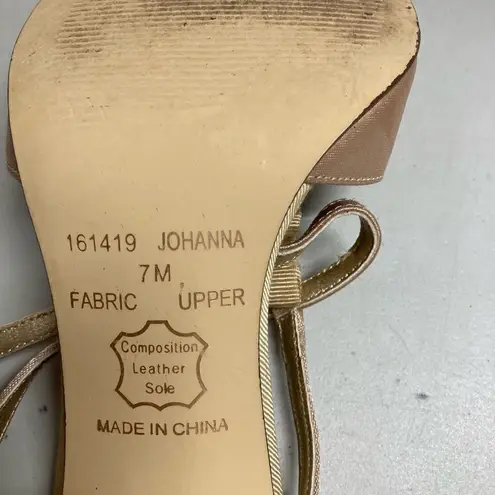 161419 JOHANNA
7M
FABRIC UPPER
Composition
Leather
Sole
MADE IN CHINA